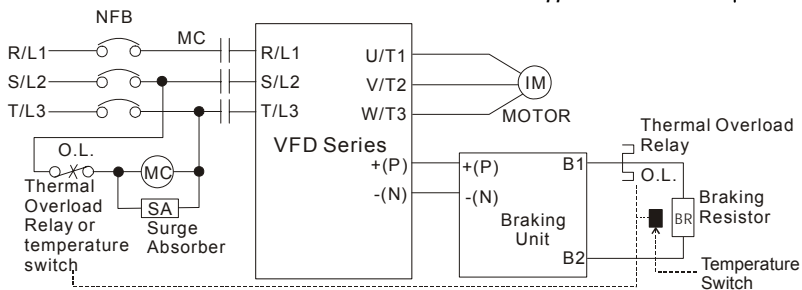 NFB
MC
R/L1
R/L1
U/T1
S/L2
S/L2
V/T2
IM
T/L3
T/L3
W/T3
MOTOR
VFD Series
Thermal Overload
Relay
O.L.
O.L.
MC
SA
Surge
Absorber
Thermal
Overload
Relay or
temperature
switch
+(P)
+(P)
B1
-(N)
-(N)
Braking
Unit
B2
BR
Braking
Resistor
Temperature
Switch